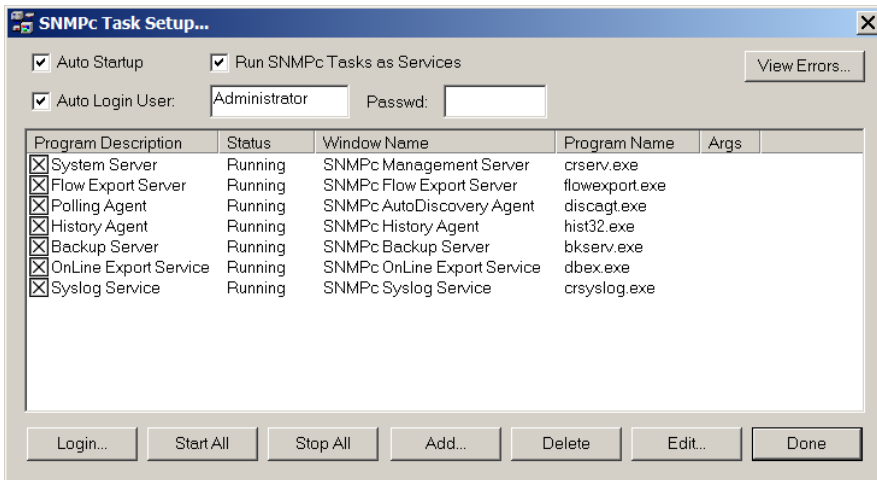 SNMPc Task Setup...
Auto Startup Run SNMPc Tasks as Services View Errors...
Auto Login User: Administrator Passwd:
Program Description Status Window Name Program Name Args
System Server Running SNMPc Management Server crserv.exe
Flow Export Server Running SNMPc Flow Export Server flowexport.exe
Polling Agent Running SNMPc AutoDiscovery Agent discagt.exe
History Agent Running SNMPc History Agent hist32.exe
Backup Server Running SNMPc Backup Server bkserv.exe
OnLine Export Service Running SNMPc OnLine Export Service dbex.exe
Syslog Service Running SNMPc Syslog Service crsyslog.exe
Login... Start All Stop All Add... Delete Edit... Done